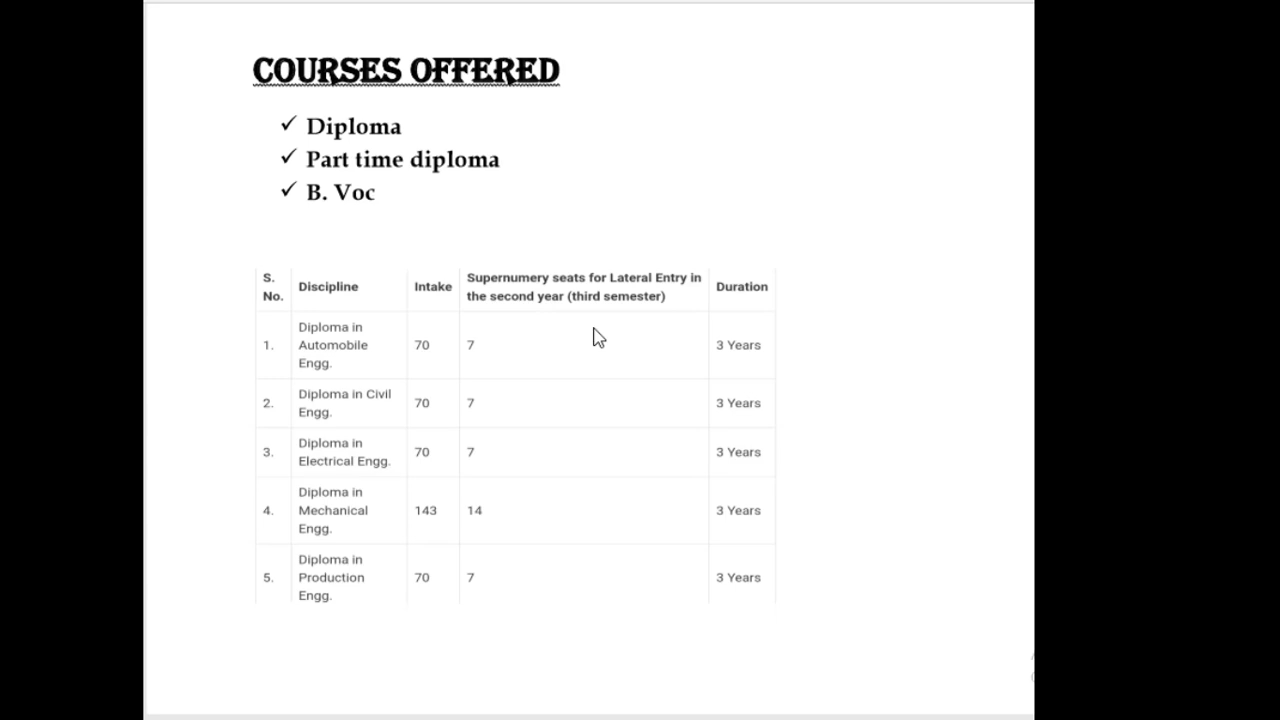 COURSES OFFERED
✓ Diploma
✓ Part time diploma
✓ B. Voc
S. No. Discipline Intake Supernumery seats for Lateral Entry in the second year (third semester) Duration
1. Diploma in Automobile Engg. 70 7 3 Years
2. Diploma in Civil Engg. 70 7 3 Years
3. Diploma in Electrical Engg. 70 7 3 Years
4. Diploma in Mechanical Engg. 143 14 3 Years
5. Diploma in Production Engg. 70 7 3 Years